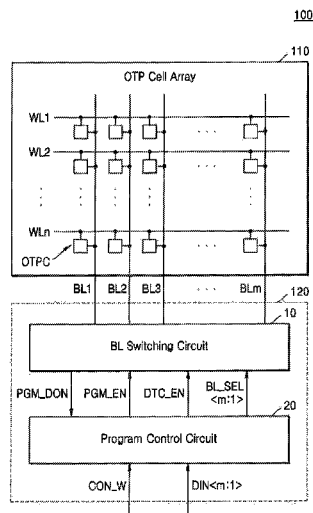 100
110
OTP Cell Array
WL1
WL2
WLn
OTPC
BL1 BL2 BL3 BLm
120
10
BL Switching Circuit
PGM_DON PGM_EN DTC_EN BL_SEL
<m:1>
20
Program Control Circuit
CON_W DIN<m:1>